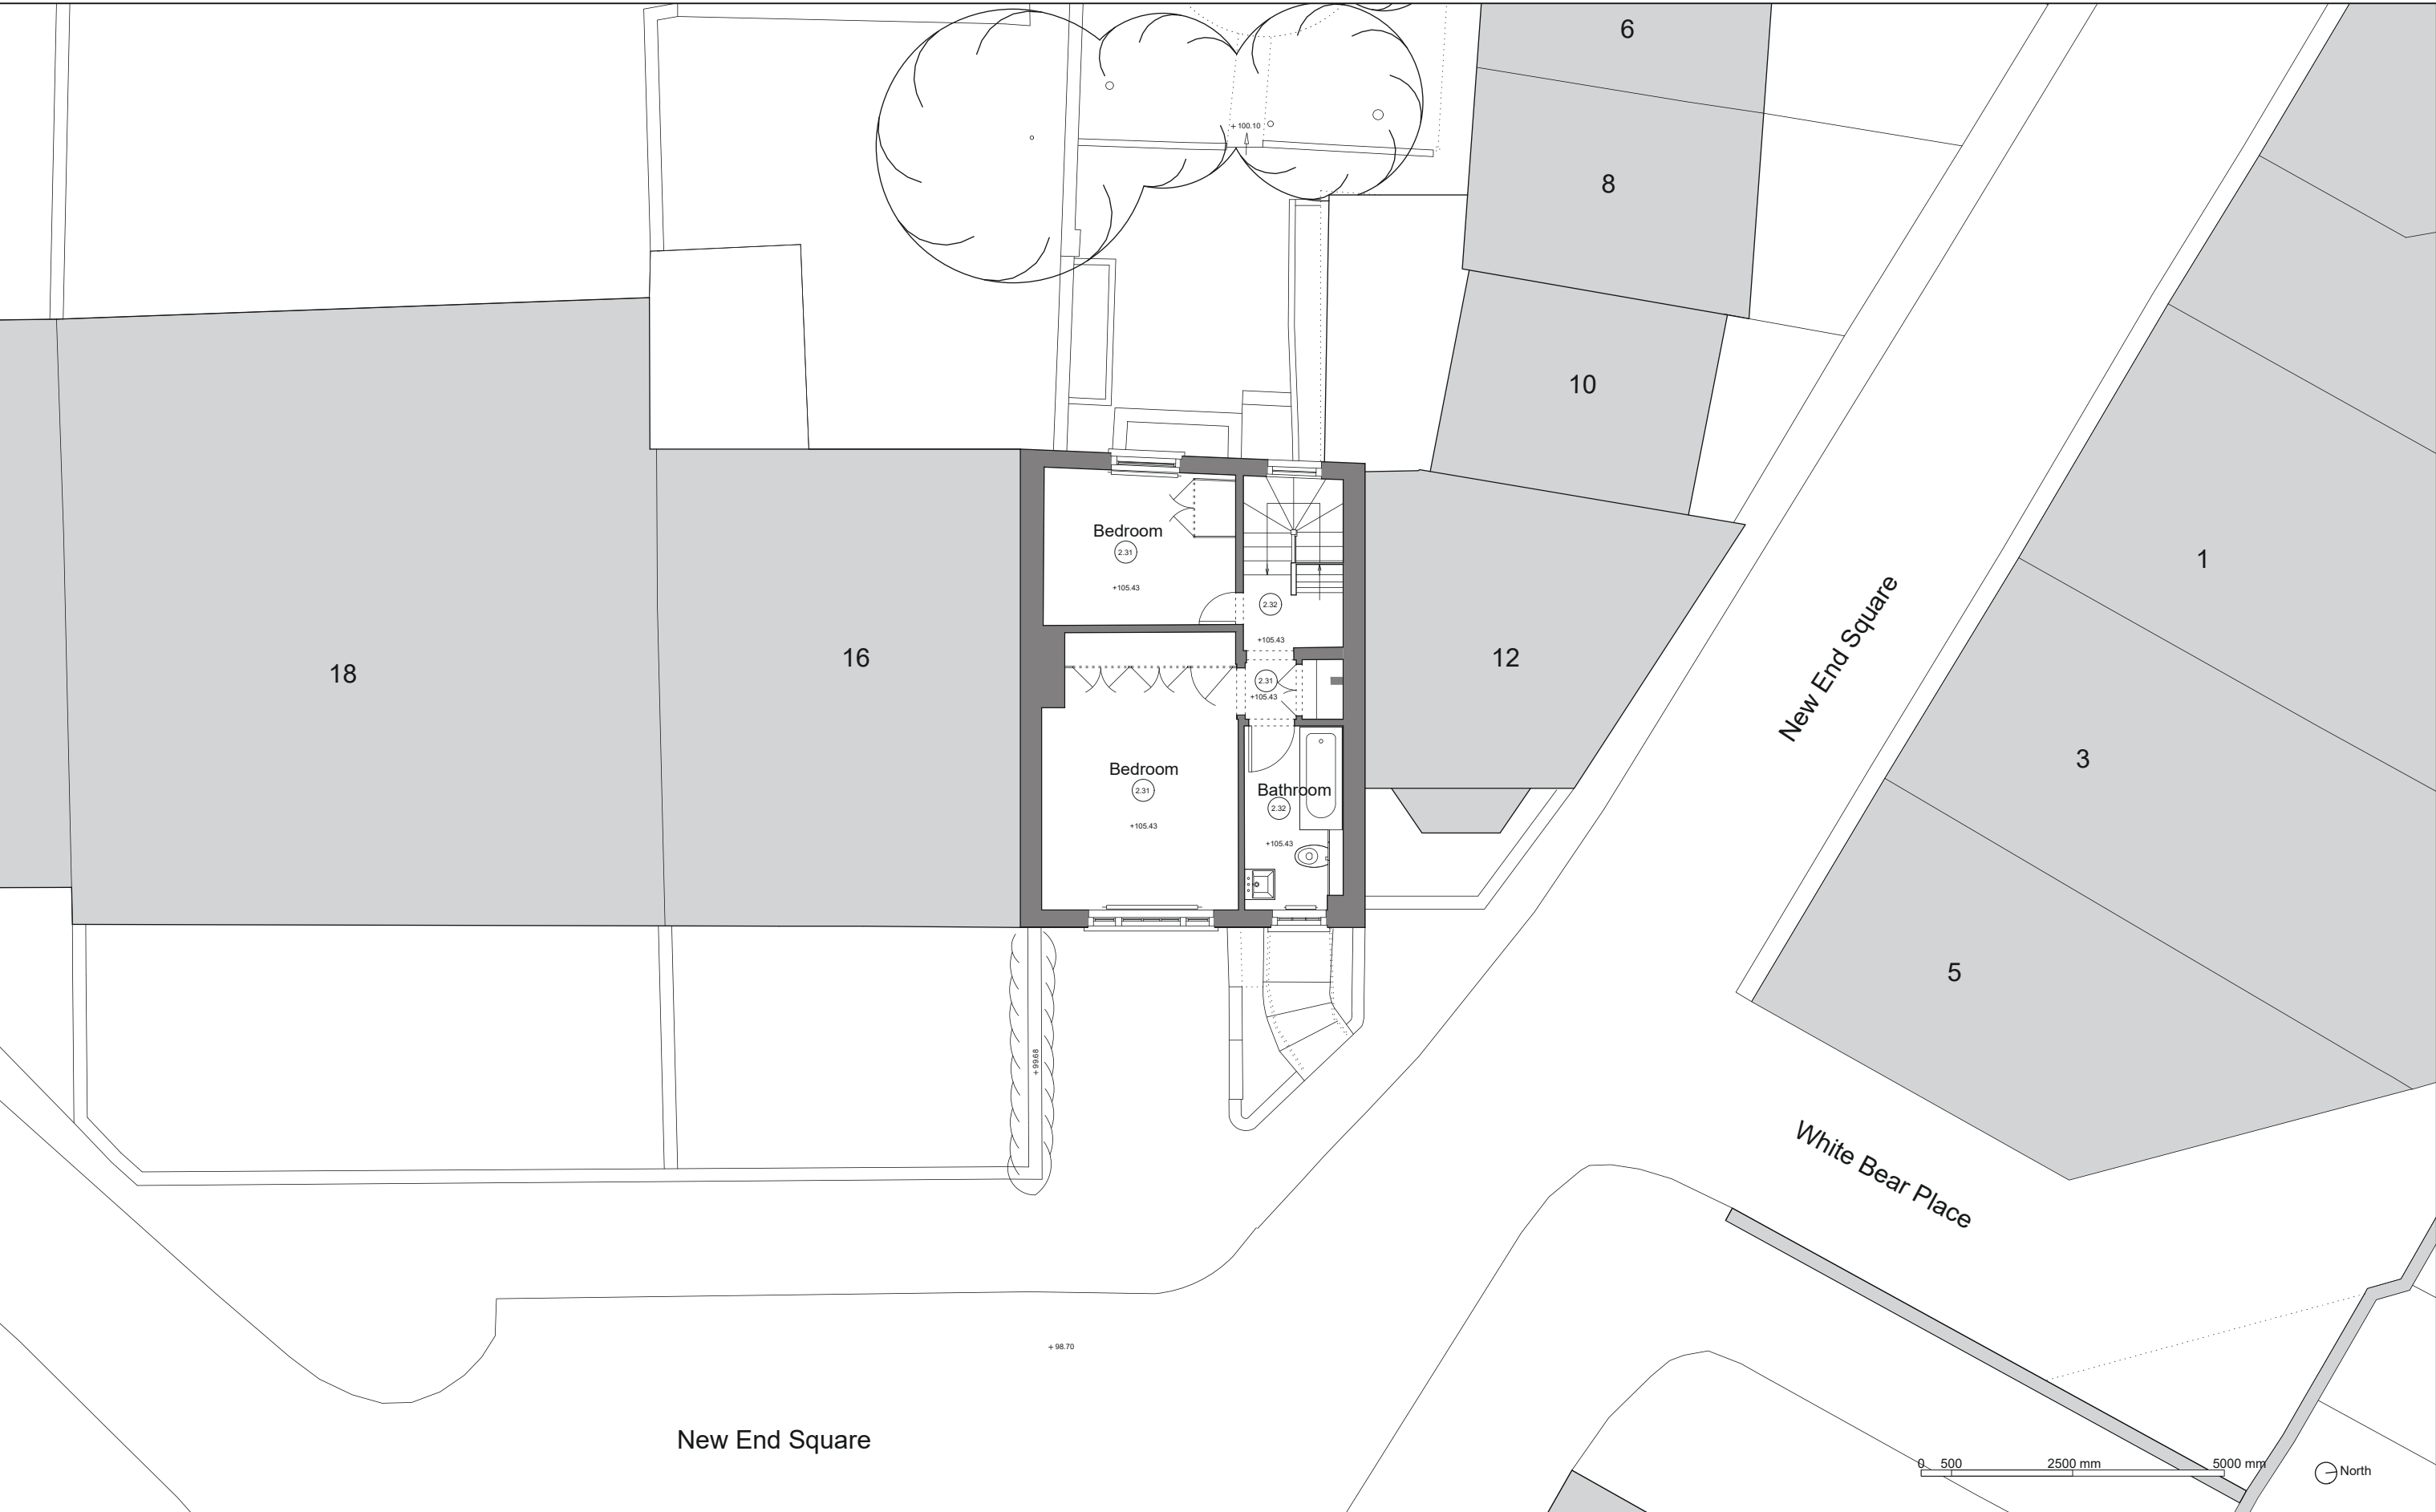 6
+ 100.10
8
10
Bedroom
2.31
+105.43
2.32
+105.43
1
18
16
12
New End Square
2.31
+105.43
3
Bedroom
2.31
+105.43
Bathroom
2.32
+105.43
5
+ 99.68
White Bear Place
+ 98.70
New End Square
0 500 2500 mm 5000 mm
North